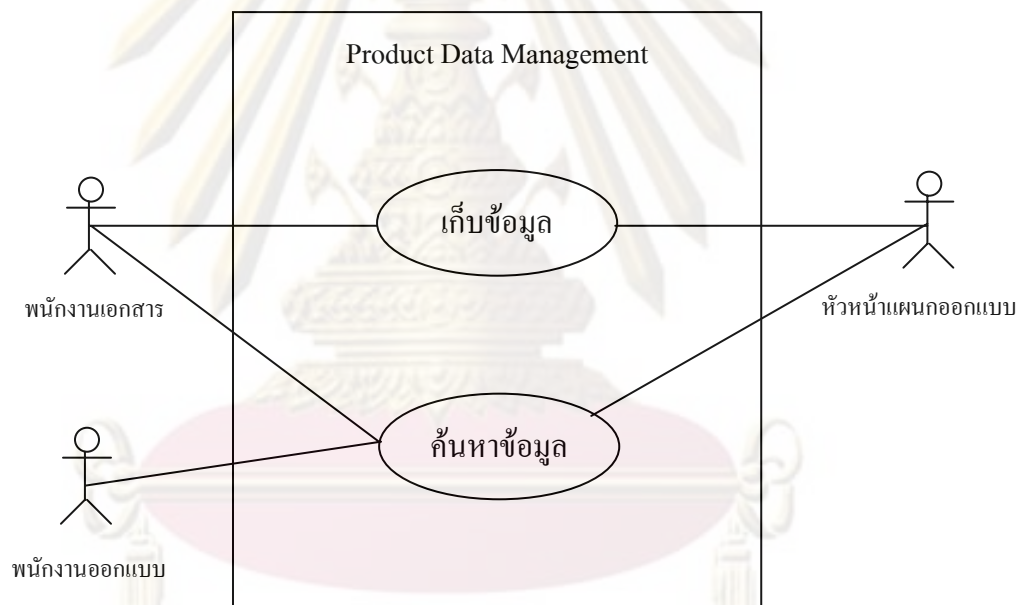 Product Data Management
เก็บข้อมูล
พนักงานเอกสาร
หัวหน้าแผนกออกแบบ
ค้นหาข้อมูล
พนักงานออกแบบ